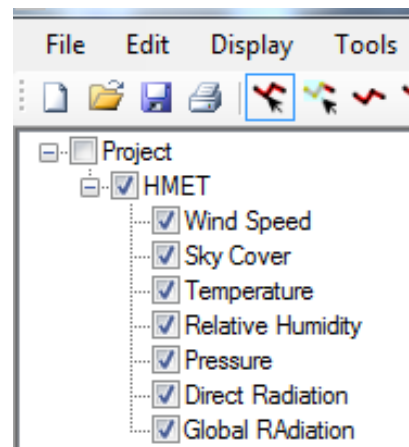 File Edit Display Tools
Project
HMET
Wind Speed
Sky Cover
Temperature
Relative Humidity
Pressure
Direct Radiation
Global RAdiation